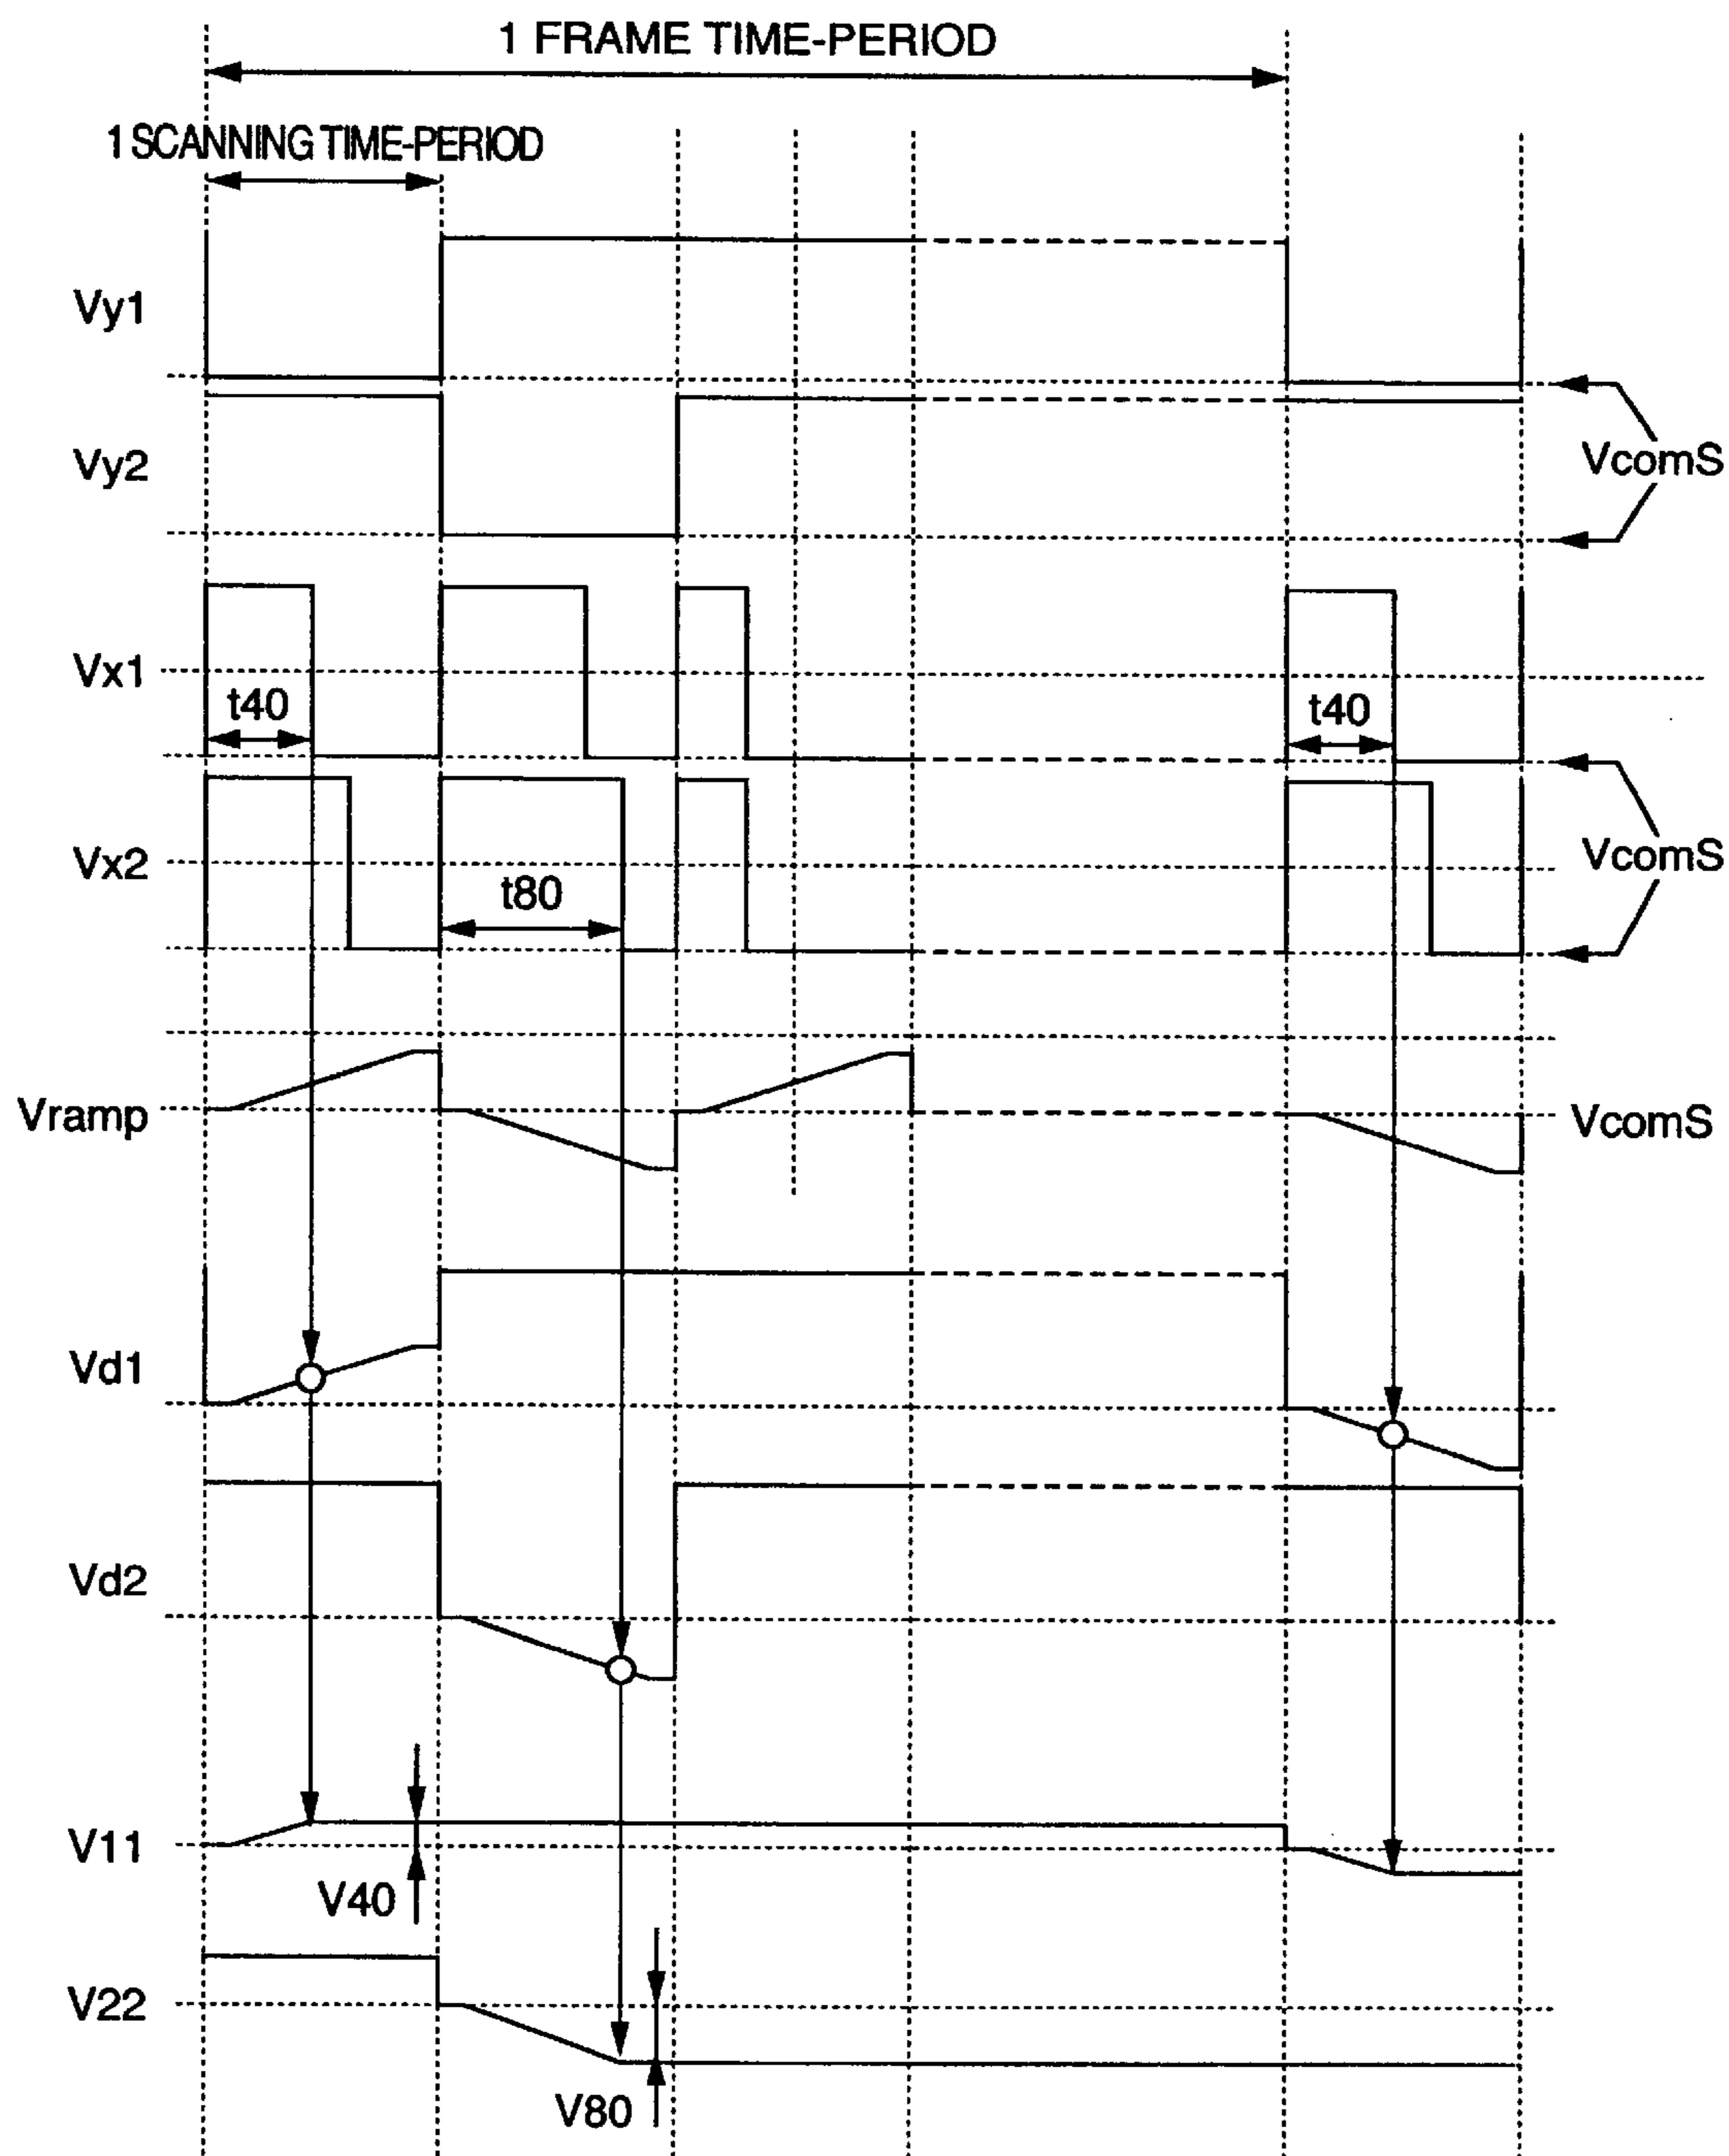 1 FRAME TIME-PERIOD
1 SCANNING TIME-PERIOD
Vy1
Vy2
VcomS
Vx1
t40
t40
Vx2
t80
VcomS
Vramp
VcomS
Vd1
Vd2
V11
V40
V22
V80